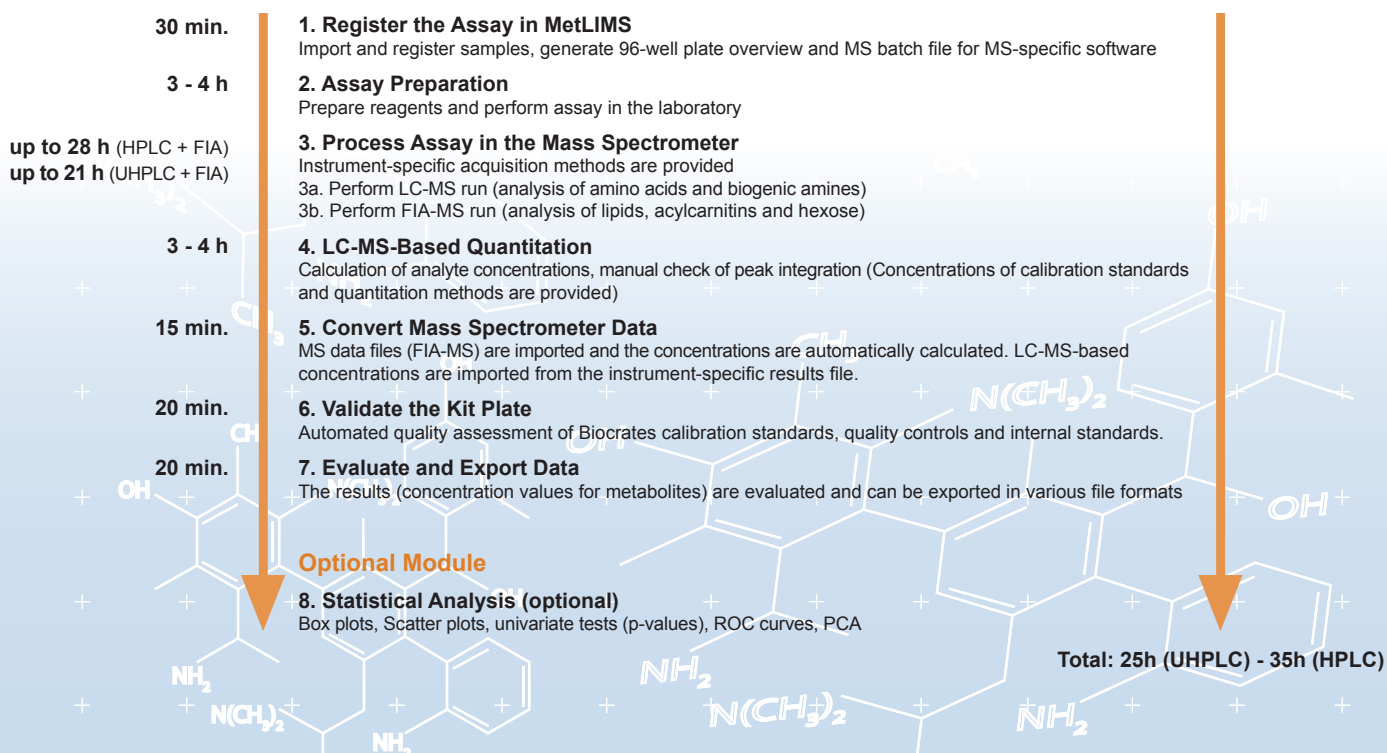 30 min.
1. Register the Assay in MetLIMS
Import and register samples, generate 96-well plate overview and MS batch file for MS-specific software
3 - 4 h
2. Assay Preparation
Prepare reagents and perform assay in the laboratory
up to 28 h (HPLC + FIA)
up to 21 h (UHPLC + FIA)
3. Process Assay in the Mass Spectrometer
Instrument-specific acquisition methods are provided
3a. Perform LC-MS run (analysis of amino acids and biogenic amines)
3b. Perform FIA-MS run (analysis of lipids, acylcarnitins and hexose)
3 - 4 h
4. LC-MS-Based Quantitation
Calculation of analyte concentrations, manual check of peak integration (Concentrations of calibration standards
and quantitation methods are provided)
15 min.
5. Convert Mass Spectrometer Data
MS data files (FIA-MS) are imported and the concentrations are automatically calculated. LC-MS-based
concentrations are imported from the instrument-specific results file.
20 min.
6. Validate the Kit Plate
Automated quality assessment of Biocrates calibration standards, quality controls and internal standards.
20 min.
7. Evaluate and Export Data
The results (concentration values for metabolites) are evaluated and can be exported in various file formats
Optional Module
8. Statistical Analysis (optional)
Box plots, Scatter plots, univariate tests (p-values), ROC curves, PCA
Total: 25h (UHPLC) - 35h (HPLC)
OH
CH₃
N(CH₃)₂
OH
OH
OH
NH₂
NH₂
N(CH₃)₂
N(CH₃)₂
NH₂
NH₂